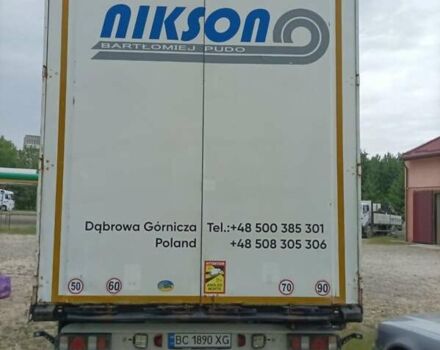 NIKSON
BARTŁOMIEJ PUDO
Dąbrowa Górnicza Tel.:+48 500 385 301
Poland +48 508 305 306
50 60 70 90
BC 1890 XG